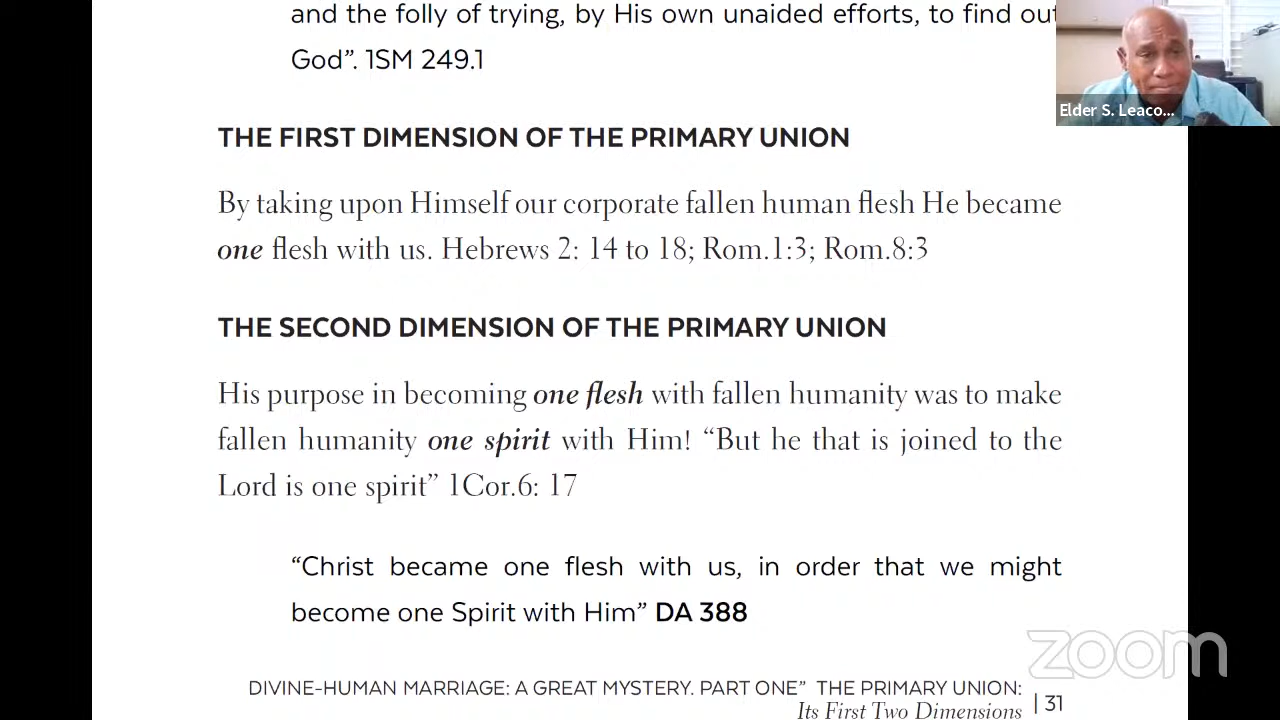 and the folly of trying, by His own unaided efforts, to find out
God”. 1SM 249.1
Elder S. Leaco...
THE FIRST DIMENSION OF THE PRIMARY UNION
By taking upon Himself our corporate fallen human flesh He became
one flesh with us. Hebrews 2: 14 to 18; Rom.1:3; Rom.8:3
THE SECOND DIMENSION OF THE PRIMARY UNION
His purpose in becoming one flesh with fallen humanity was to make
fallen humanity one spirit with Him! “But he that is joined to the
Lord is one spirit” 1Cor.6: 17
“Christ became one flesh with us, in order that we might
become one Spirit with Him” DA 388
zoom
DIVINE-HUMAN MARRIAGE: A GREAT MYSTERY. PART ONE” THE PRIMARY UNION:
Its First Two Dimensions | 31